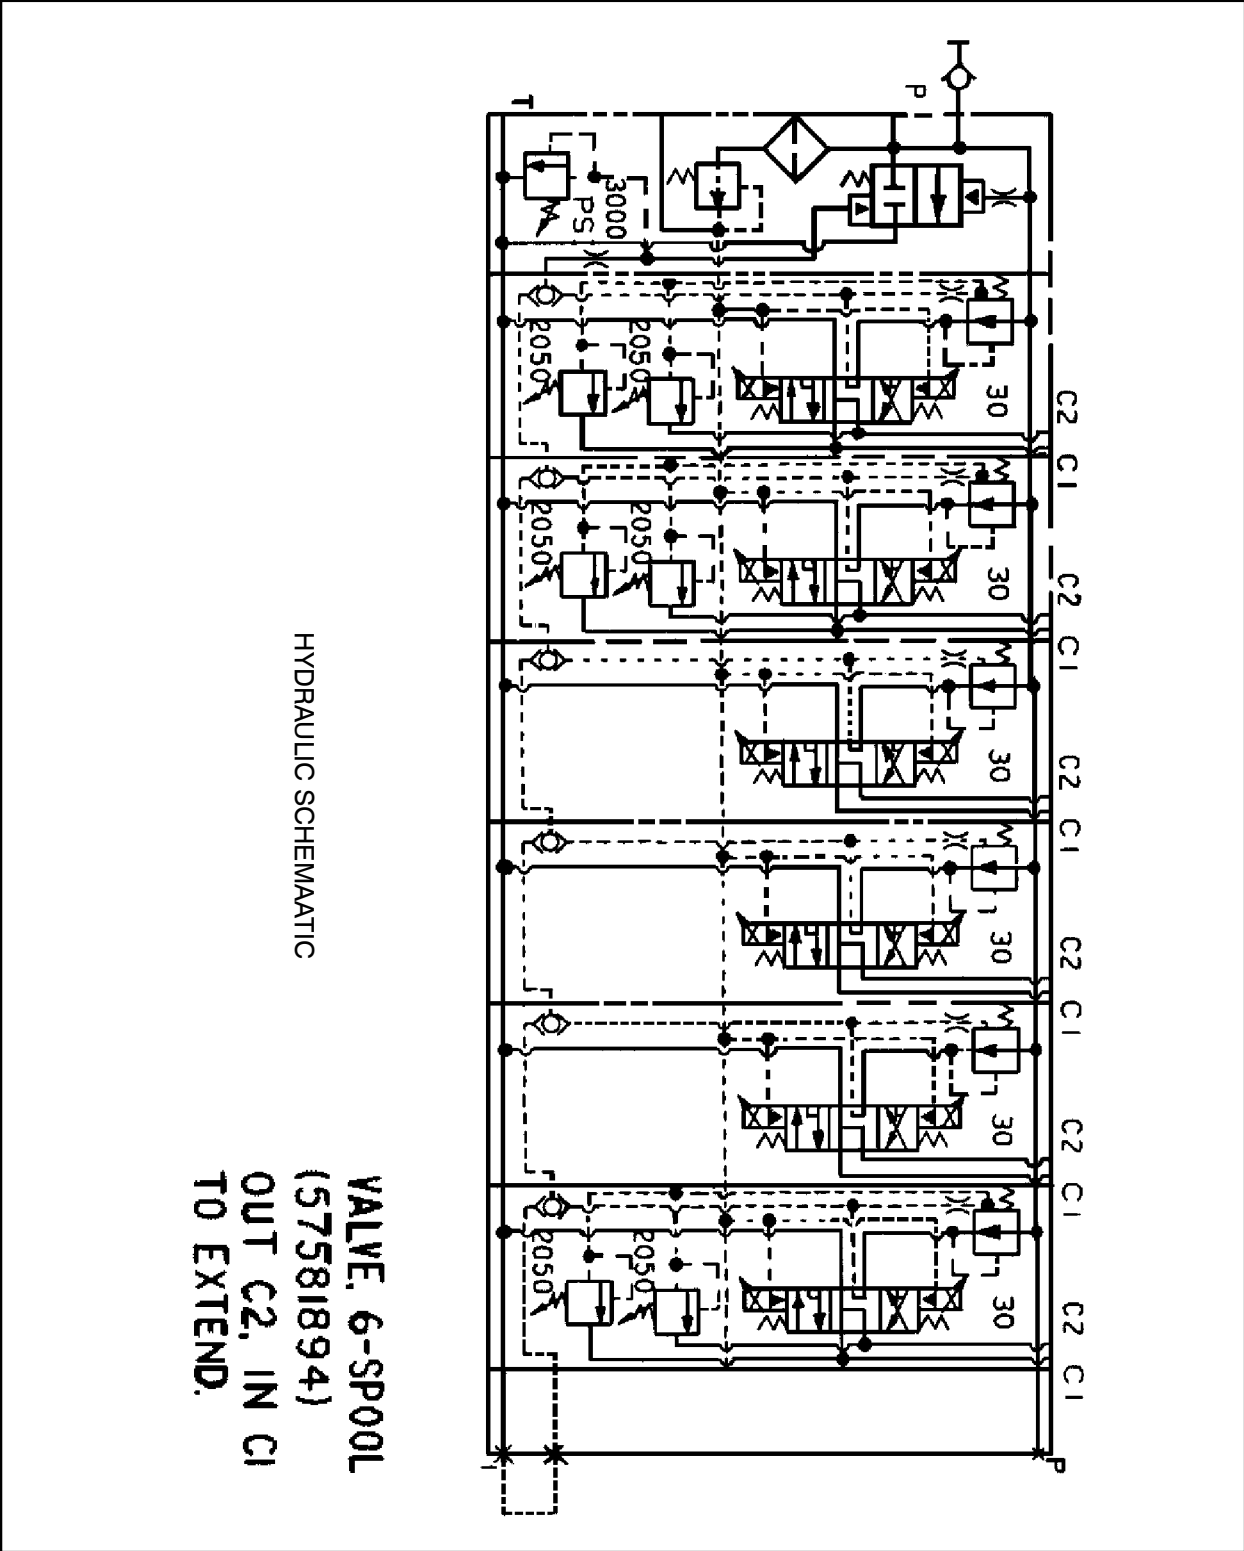 P
T
3000
PS
2050
2050
30
C2
C1
2050
2050
30
C2
C1
30
C2
C1
30
C2
C1
30
C2
C1
2050
2050
30
C2
C1
P
HYDRAULIC SCHEMAATIC
VALVE, 6-SPOOL
(57581894)
OUT C2, IN C1
TO EXTEND.